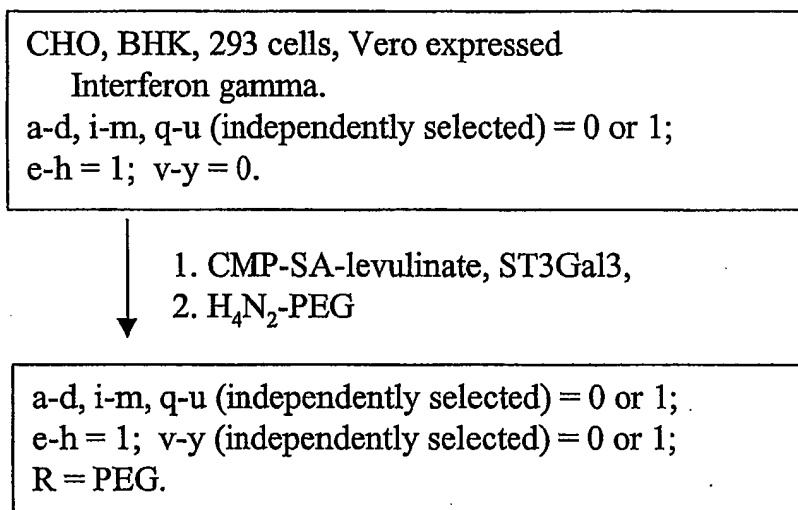 CHO, BHK, 293 cells, Vero expressed
Interferon gamma.
a-d, i-m, q-u (independently selected) = 0 or 1;
e-h = 1; v-y = 0.
1. CMP-SA-levulinate, ST3Gal3,
2. H₄N₂-PEG
a-d, i-m, q-u (independently selected) = 0 or 1;
e-h = 1; v-y (independently selected) = 0 or 1;
R = PEG.